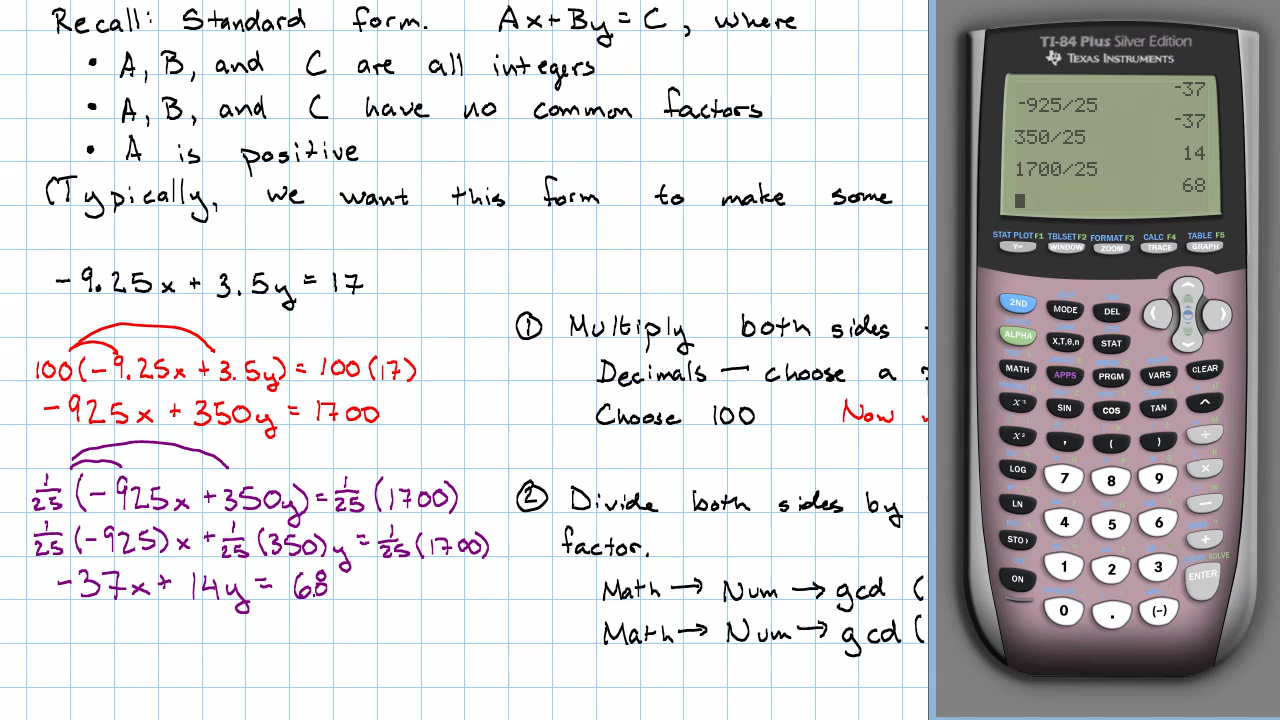 Recall: Standard form. Ax+By=C, where
• A, B, and C are all integers
• A, B, and C have no common factors
• A is positive
(Typically, we want this form to make some
-9.25x + 3.5y = 17
100(-9.25x + 3.5y) = 100(17)
-925x + 350y = 1700
1/25 (-925x + 350y) = 1/25 (1700)
1/25 (-925)x + 1/25 (350)y = 1/25 (1700)
-37x + 14y = 68
① Multiply both sides
Decimals — choose a
Choose 100 Now
② Divide both sides by
factor.
Math → Num → gcd (
Math → Num → gcd (
TI-84 Plus Silver Edition
TEXAS INSTRUMENTS
-37
-925/25
-37
350/25
14
1700/25
68
STAT PLOT F1 TBLSET F2 FORMAT F3 CALC F4 TABLE F5
Y= WINDOW ZOOM TRACE GRAPH
2ND MODE DEL
ALPHA X,T,θ,n STAT
MATH APPS PRGM VARS CLEAR
x⁻¹ SIN COS TAN ^
x² , ( ) ÷
LOG 7 8 9 ×
LN 4 5 6 −
STO› 1 2 3 +
ON 0 . (−) ENTER